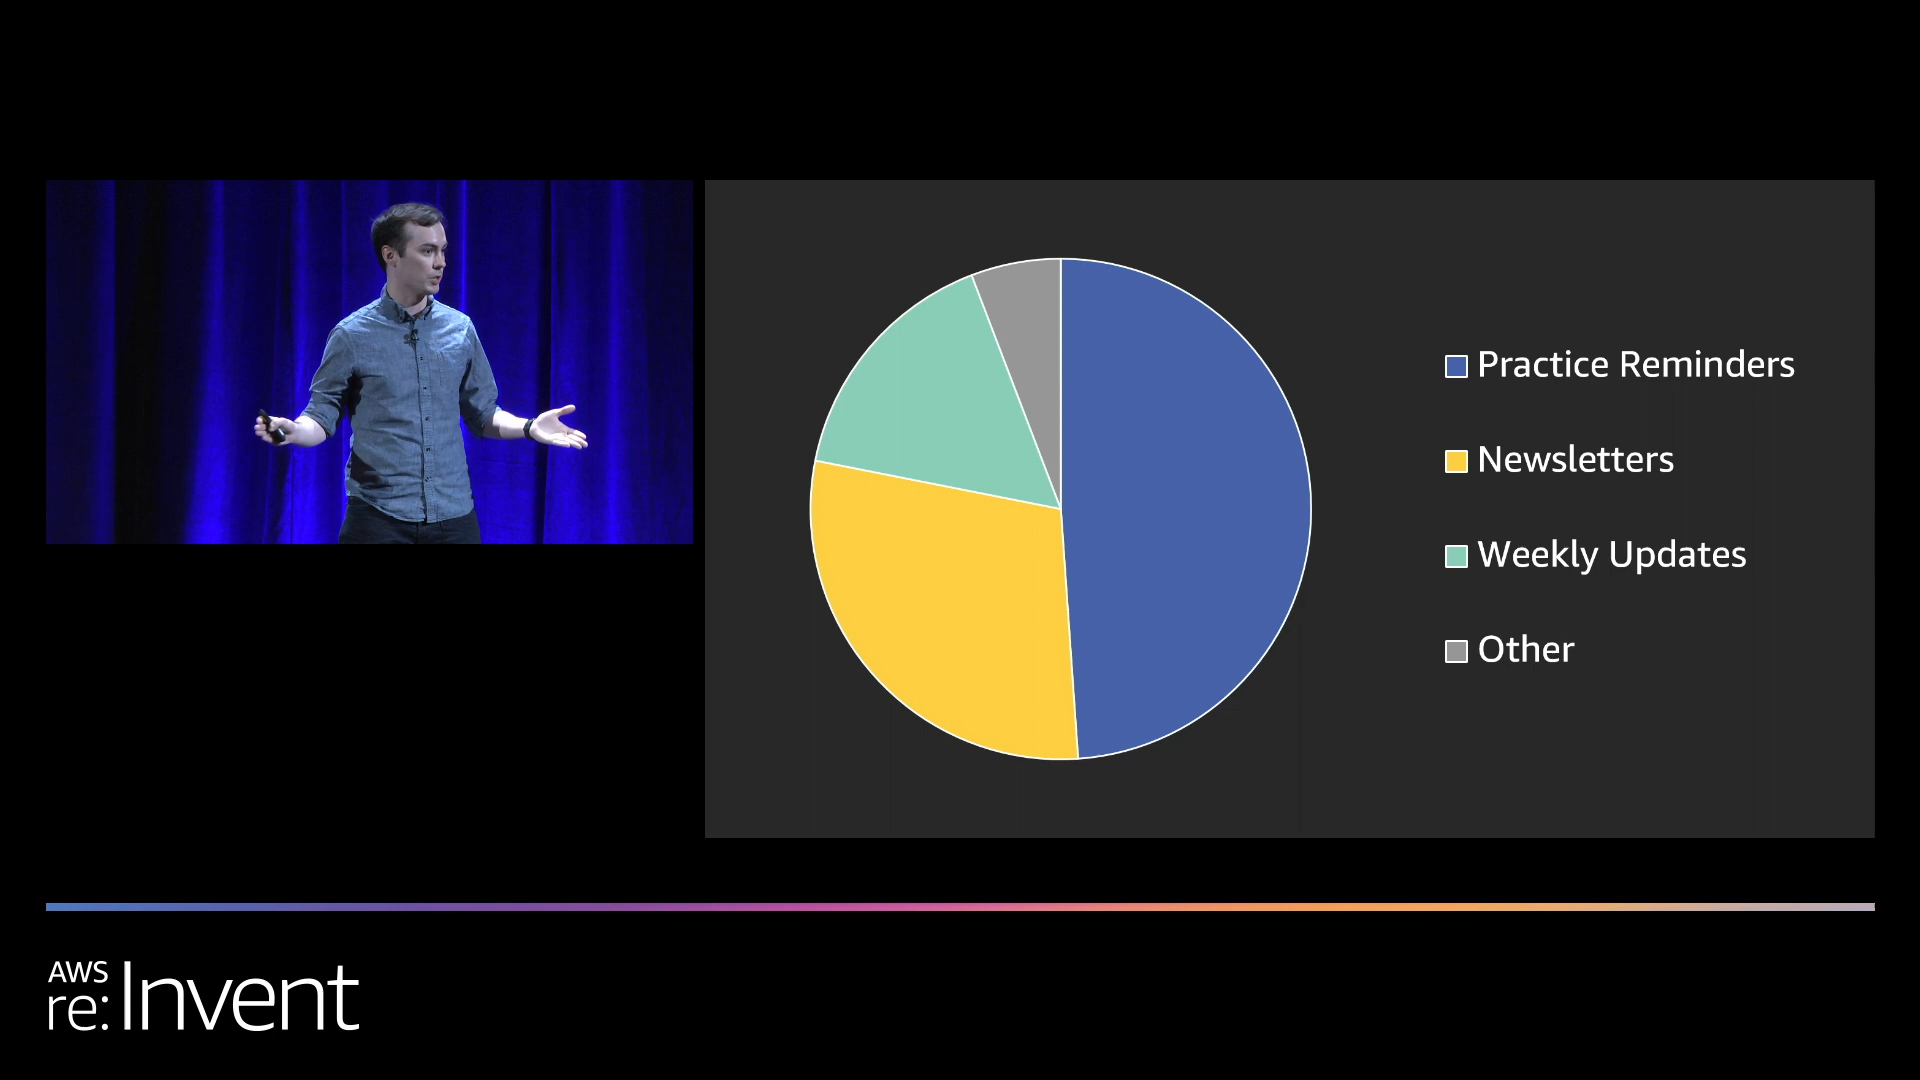 Practice Reminders
Newsletters
Weekly Updates
Other
AWS
re:Invent